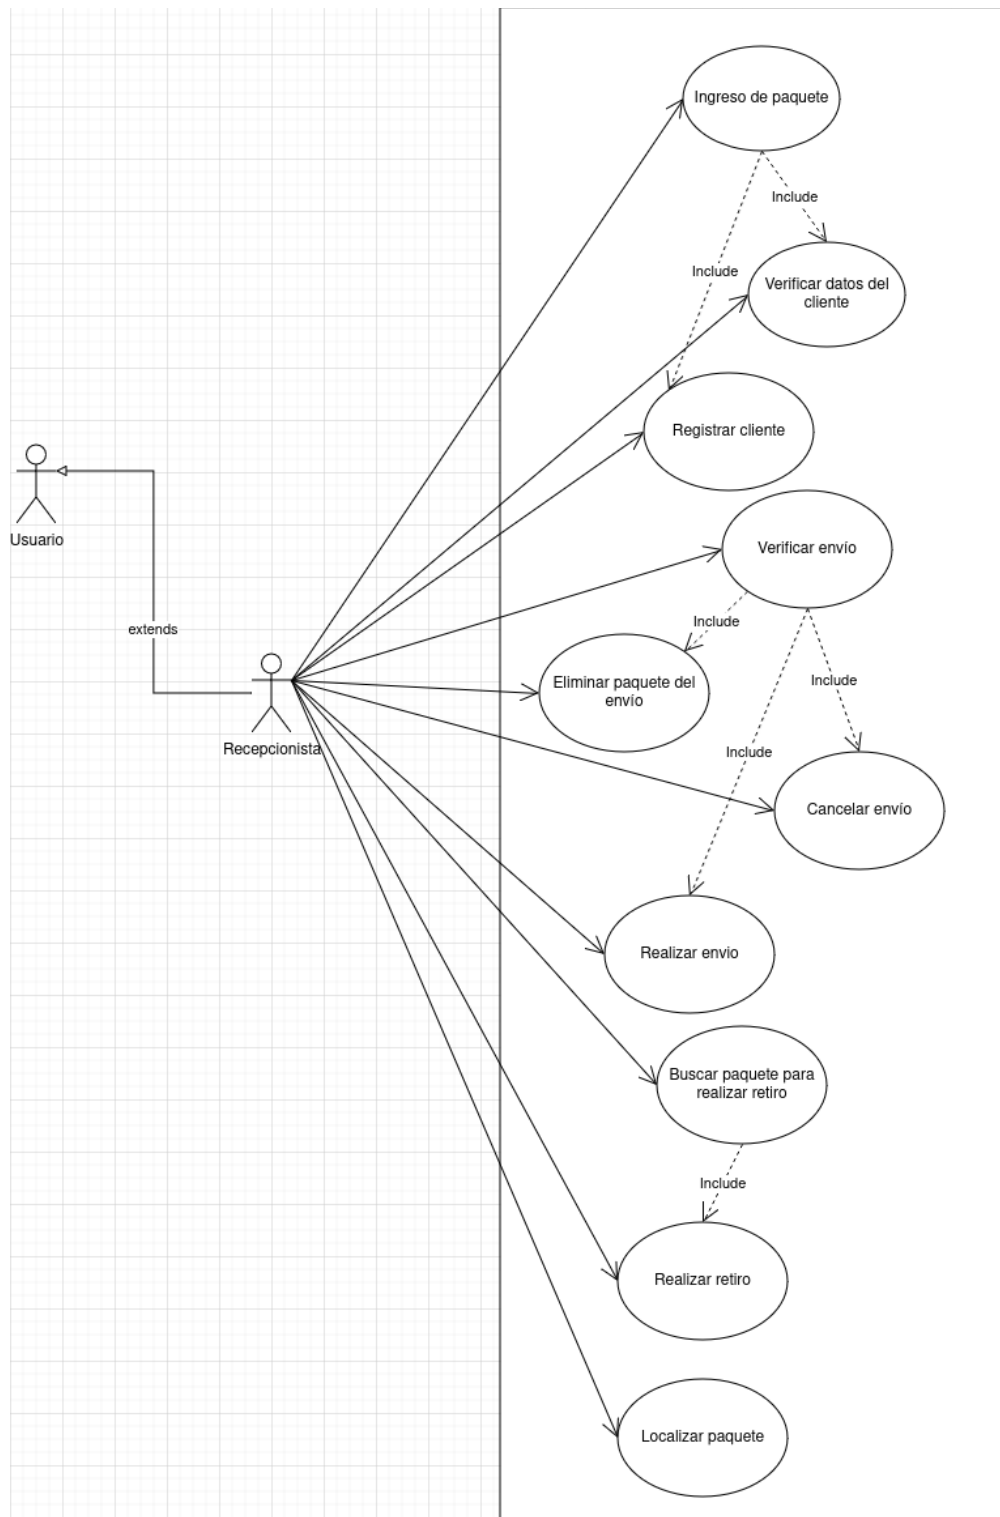 Ingreso de paquete
Include
Include
Verificar datos del
cliente
Registrar cliente
Usuario
Verificar envío
extends
Include
Eliminar paquete del
envío
Include
Recepcionista
Include
Cancelar envío
Realizar envio
Buscar paquete para
realizar retiro
Include
Realizar retiro
Localizar paquete